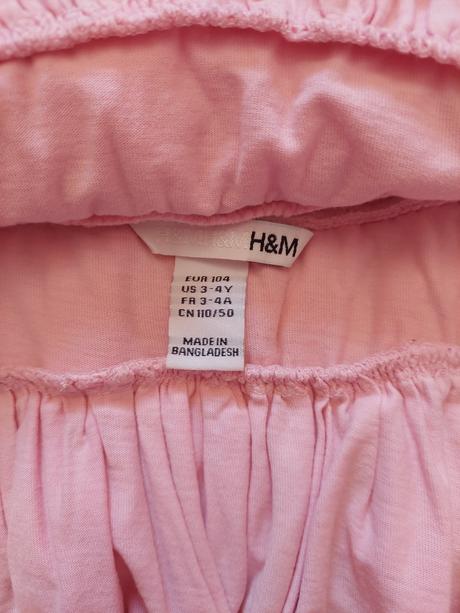 H&M
EUR 104
US 3-4Y
FR 3-4A
CN 110/50
MADE IN
BANGLADESH